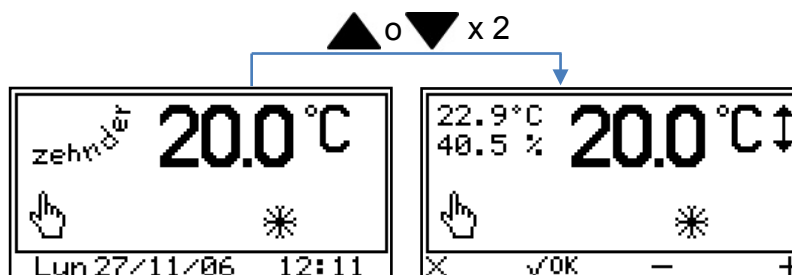 o x 2
zehnder 20.0 °C
Lun 27/11/06 12:11
22.9°C
40.5 %
20.0 °C
X √OK — +